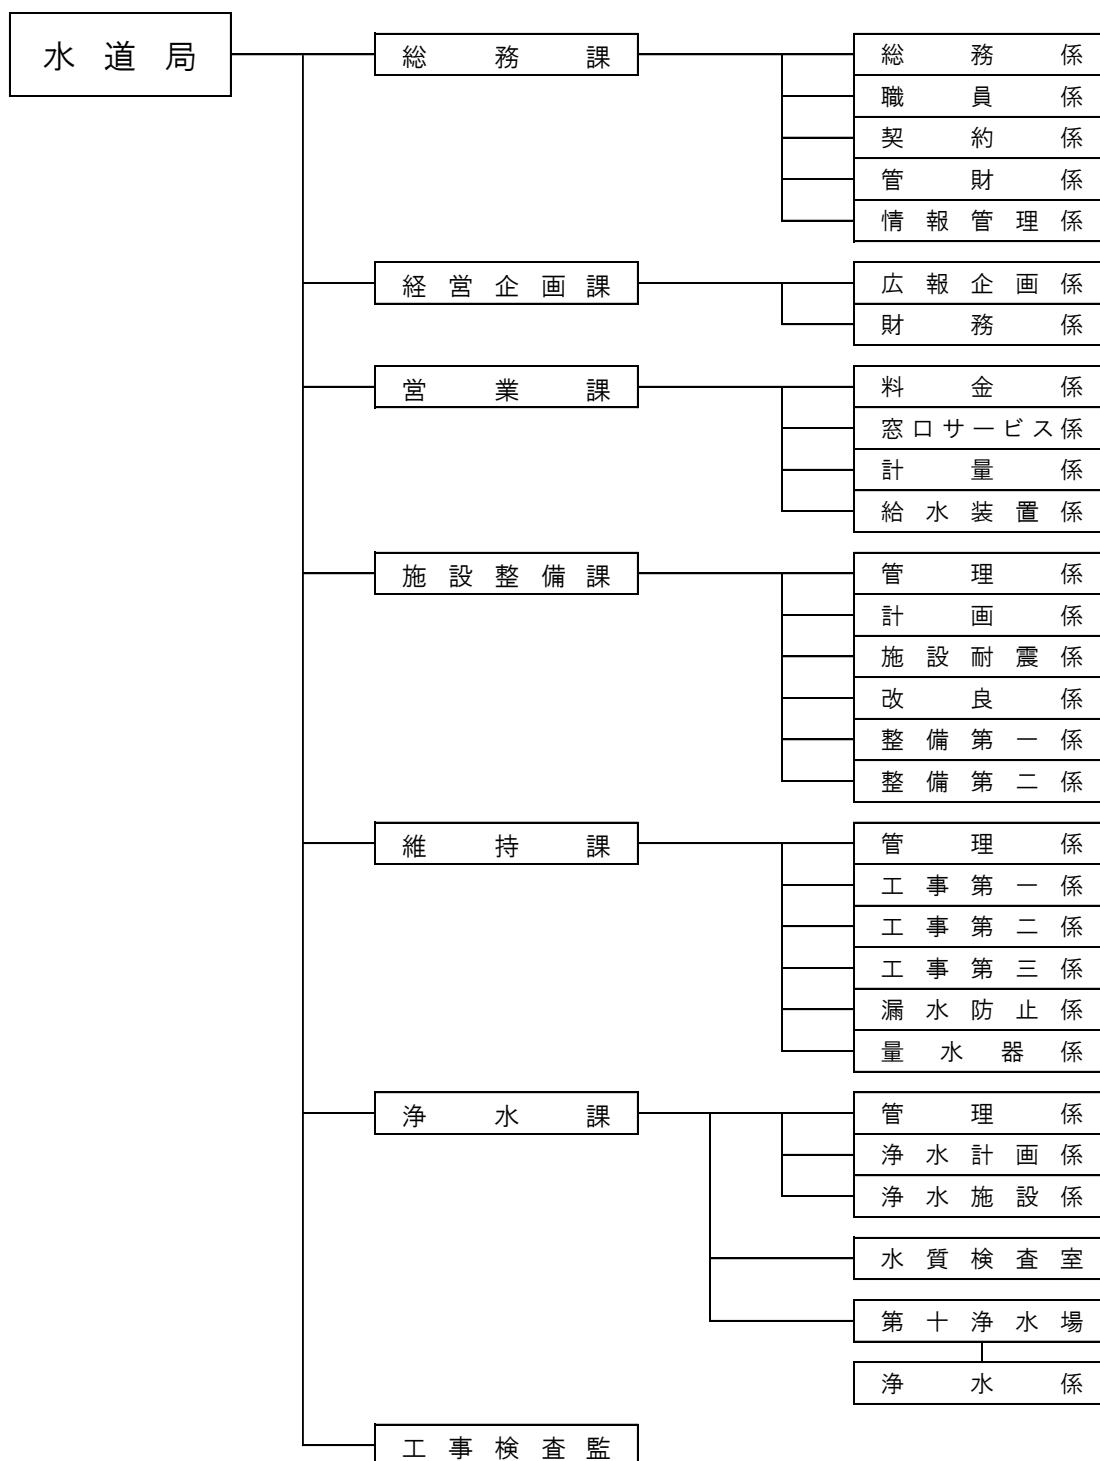 水道局
総務課
総務係
職員係
契約係
管財係
情報管理係
経営企画課
広報企画係
財務係
営業課
料金係
窓口サービス係
計量係
給水装置係
施設整備課
管理係
計画係
施設耐震係
改良係
整備第一係
整備第二係
維持課
管理係
工事第一係
工事第二係
工事第三係
漏水防止係
量水器係
浄水課
管理係
浄水計画係
浄水施設係
水質検査室
第十浄水場
浄水係
工事検査監